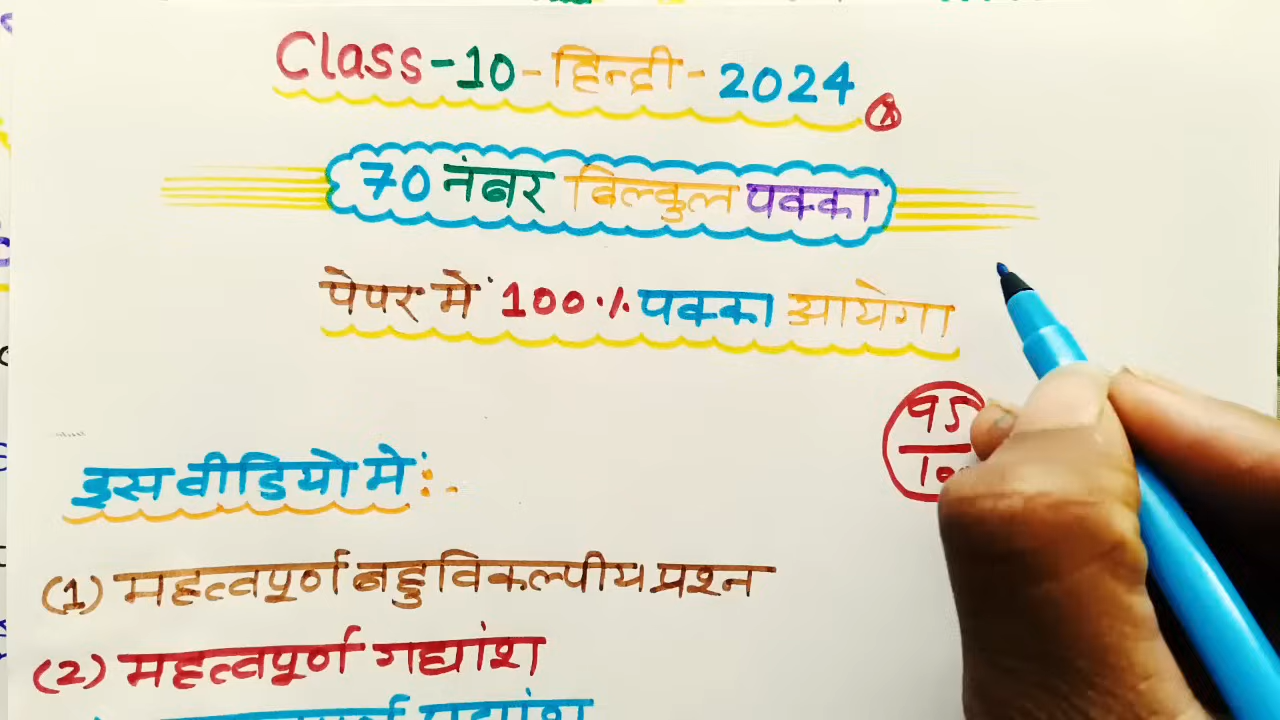 Class-10-हिन्दी-2024
70 नंबर बिल्कुल पक्का
पेपर में 100% पक्का आयेगा
95
इस वीडियो में :-
(1) महत्वपूर्ण बहुविकल्पीय प्रश्न
(2) महत्वपूर्ण गद्यांश